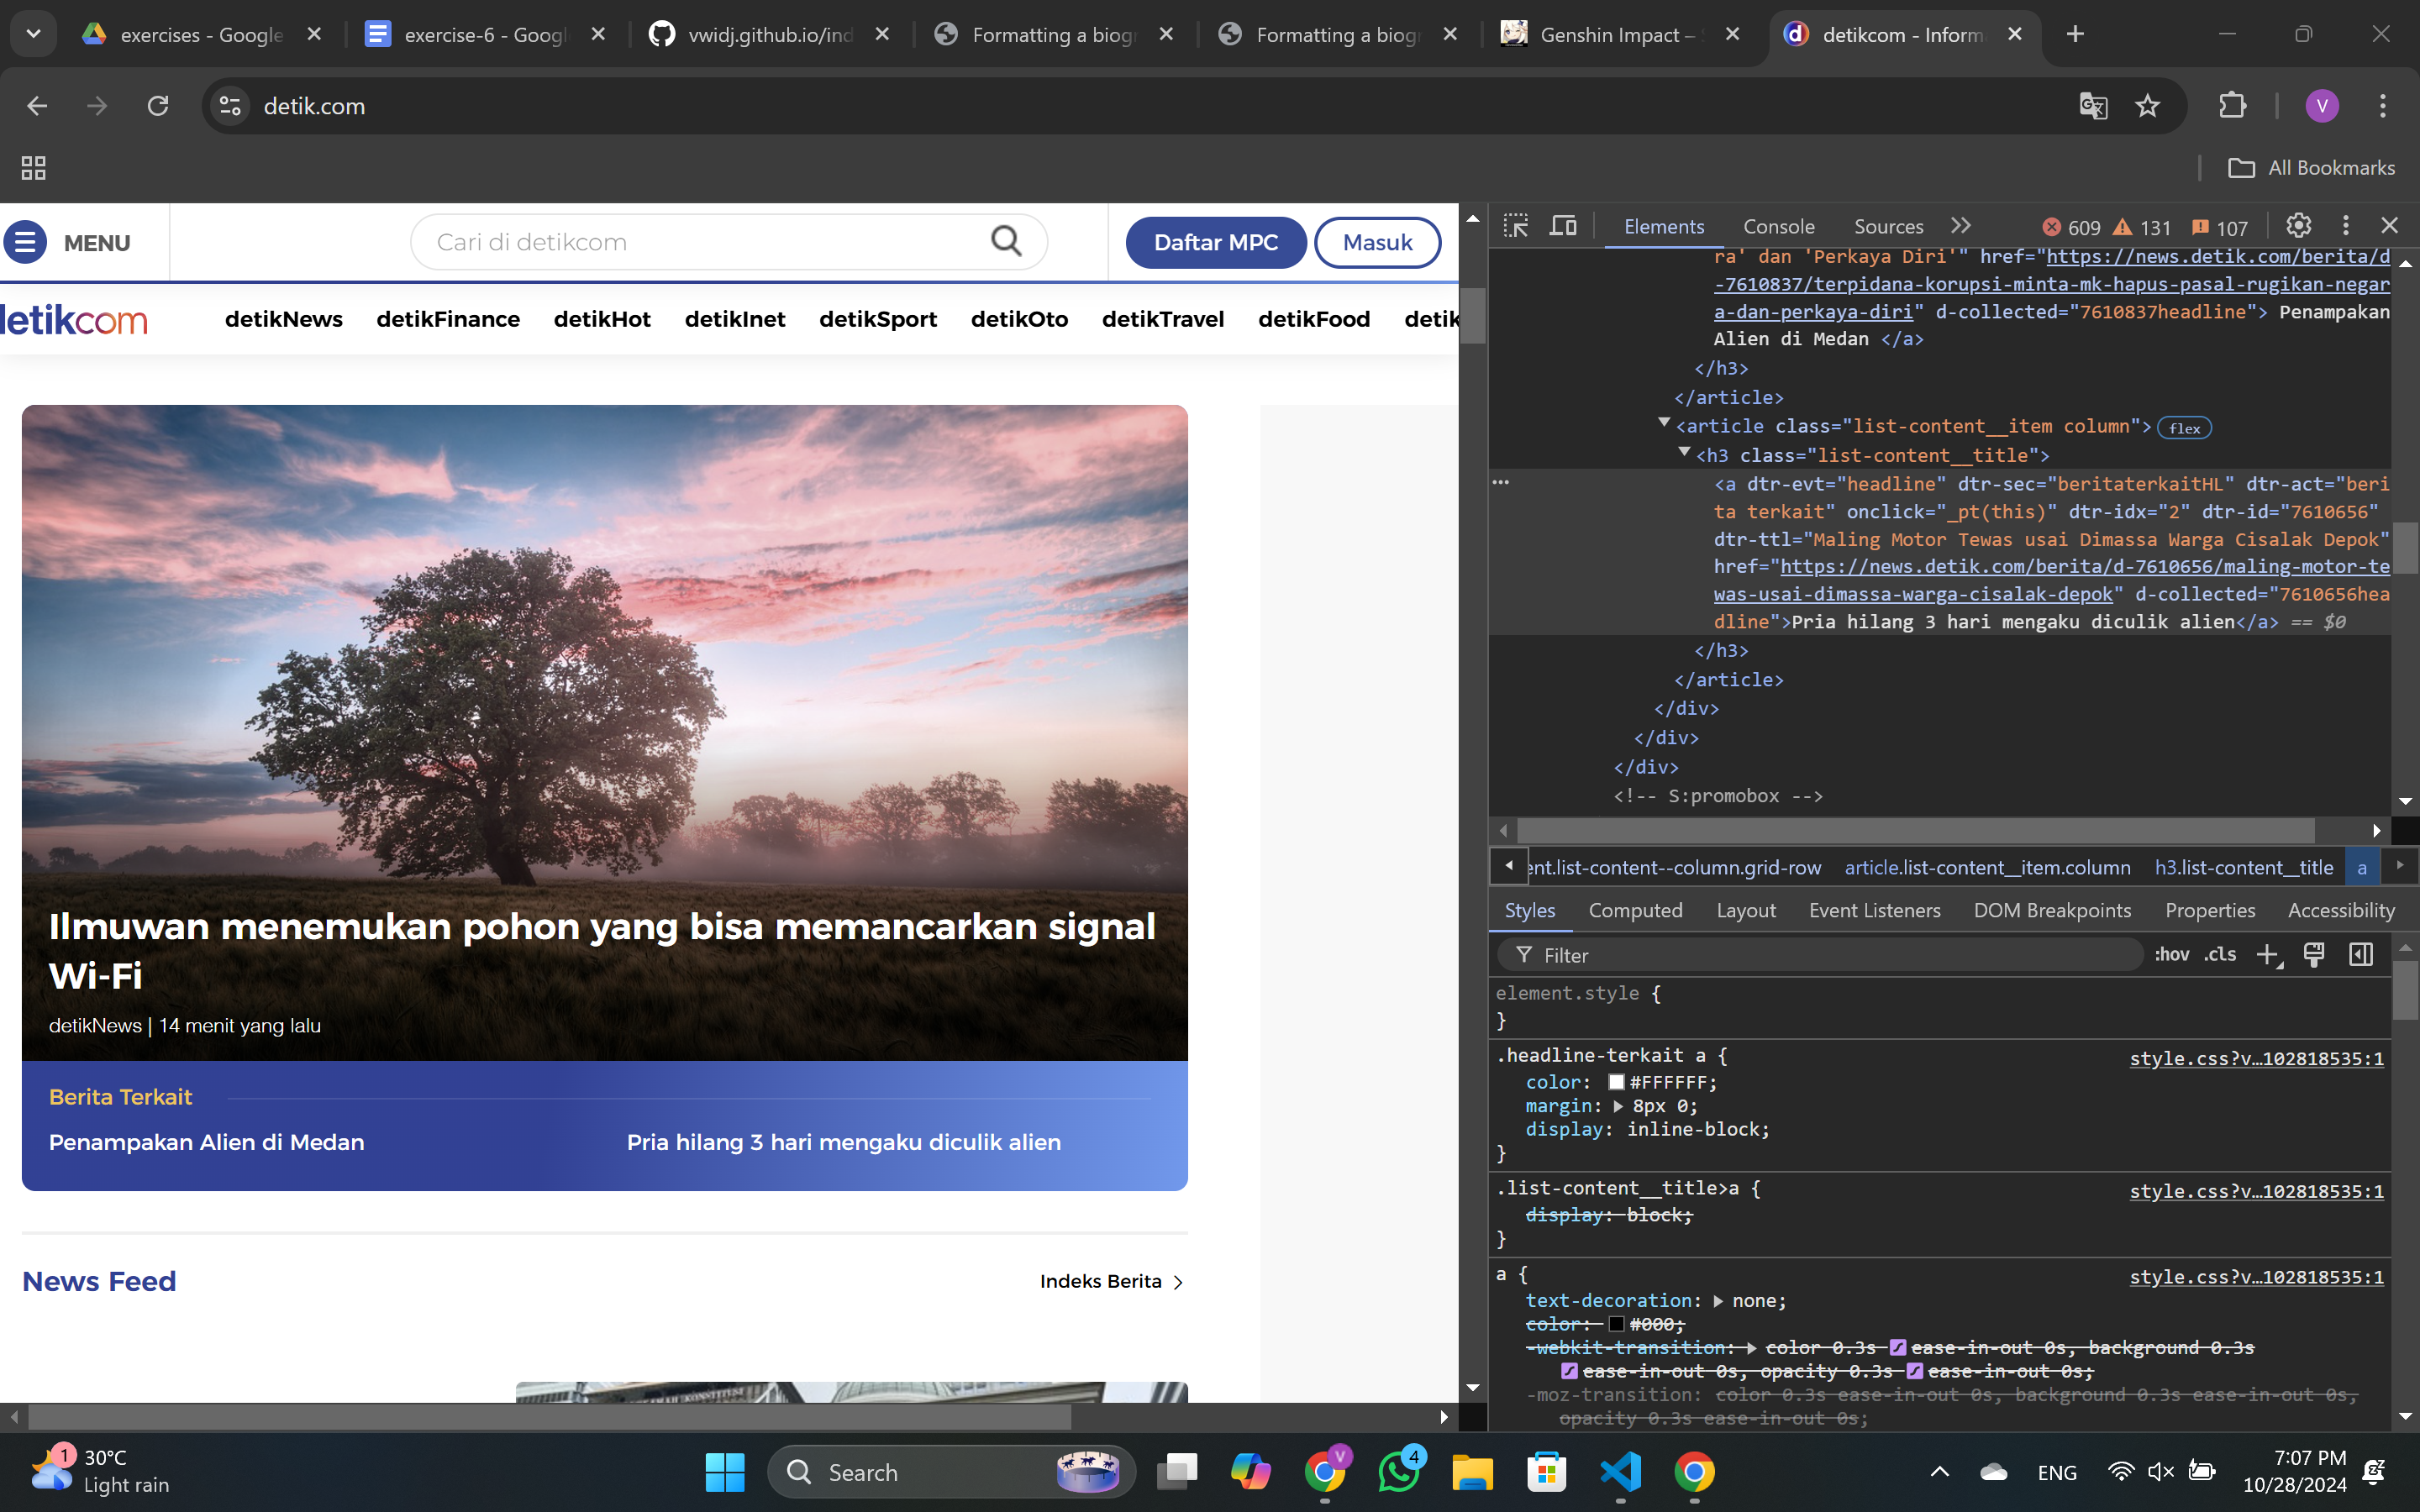 exercises - Google
exercise-6 - Googl
vwidj.github.io/ind
Formatting a biogr
Formatting a biogr
Genshin Impact – S
detikcom - Inform
detik.com
V
All Bookmarks
MENU
Cari di detikcom
Daftar MPC
Masuk
detikcom
detikNews
detikFinance
detikHot
detikInet
detikSport
detikOto
detikTravel
detikFood
detik
Ilmuwan menemukan pohon yang bisa memancarkan signal
Wi-Fi
detikNews | 14 menit yang lalu
Berita Terkait
Penampakan Alien di Medan
Pria hilang 3 hari mengaku diculik alien
News Feed
Indeks Berita
Elements
Console
Sources
609
131
107
ra' dan 'Perkaya Diri'" href="https://news.detik.com/berita/d
-7610837/terpidana-korupsi-minta-mk-hapus-pasal-rugikan-negar
a-dan-perkaya-diri" d-collected="7610837headline"> Penampakan
Alien di Medan </a>
</h3>
</article>
<article class="list-content__item column"> flex
<h3 class="list-content__title">
<a dtr-evt="headline" dtr-sec="beritaterkaitHL" dtr-act="beri
ta terkait" onclick="_pt(this)" dtr-idx="2" dtr-id="7610656"
dtr-ttl="Maling Motor Tewas usai Dimassa Warga Cisalak Depok"
href="https://news.detik.com/berita/d-7610656/maling-motor-te
was-usai-dimassa-warga-cisalak-depok" d-collected="7610656hea
dline">Pria hilang 3 hari mengaku diculik alien</a> == $0
</h3>
</article>
</div>
</div>
</div>
<!-- S:promobox -->
ent.list-content--column.grid-row
article.list-content__item.column
h3.list-content__title
a
Styles
Computed
Layout
Event Listeners
DOM Breakpoints
Properties
Accessibility
Filter
:hov
.cls
element.style {
}
.headline-terkait a {
style.css?v…102818535:1
color: #FFFFFF;
margin: 8px 0;
display: inline-block;
}
.list-content__title>a {
style.css?v…102818535:1
display: block;
}
a {
style.css?v…102818535:1
text-decoration: none;
color: #000;
-webkit-transition: color 0.3s ease-in-out 0s, background 0.3s
ease-in-out 0s, opacity 0.3s ease-in-out 0s;
-moz-transition: color 0.3s ease-in-out 0s, background 0.3s ease-in-out 0s,
opacity 0.3s ease-in-out 0s;
1
30°C
Light rain
Search
V
4
ENG
7:07 PM
10/28/2024